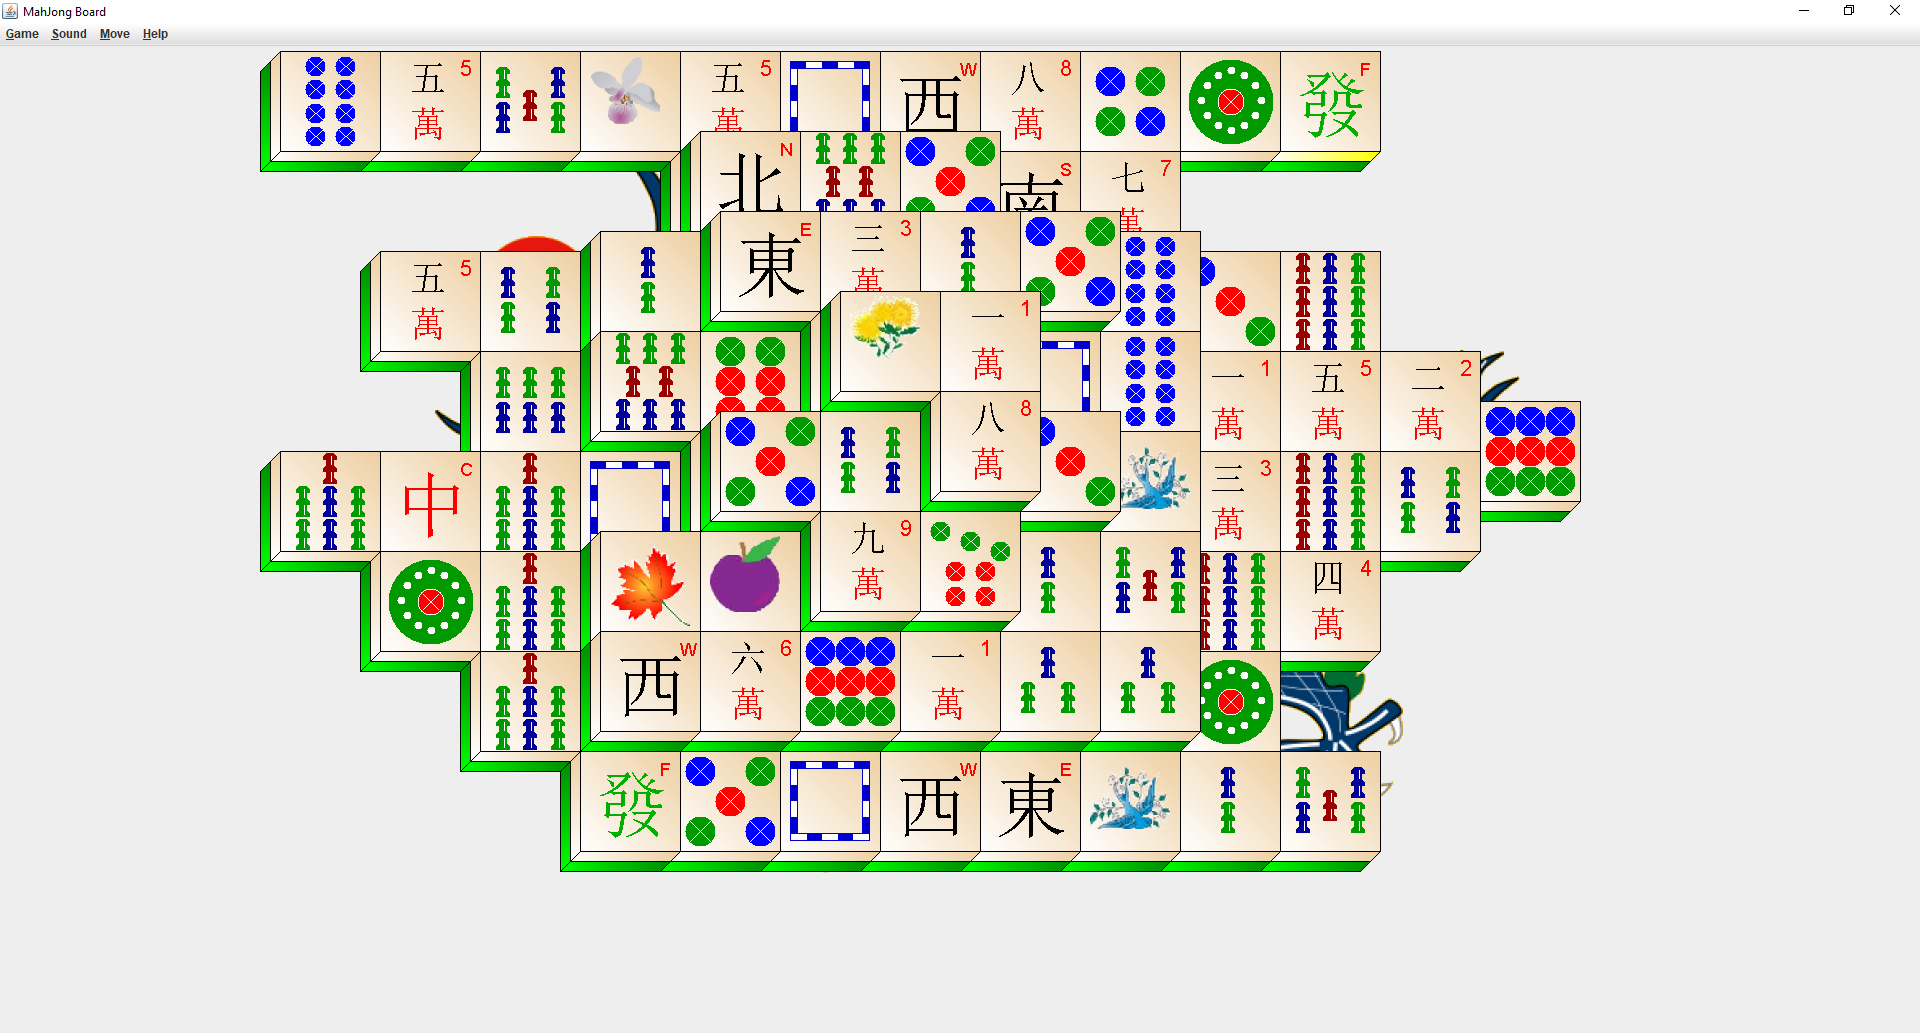 MahJong Board
Game Sound Move Help
五萬 5
五萬 5
西 W
八萬 8
發 F
北 N
南 S
七萬 7
東 E
三萬 3
五萬 5
一萬 1
一萬 1
五萬 5
二萬 2
八萬 8
中 C
三萬 3
九萬 9
四萬 4
西 W
六萬 6
一萬 1
發 F
西 W
東 E